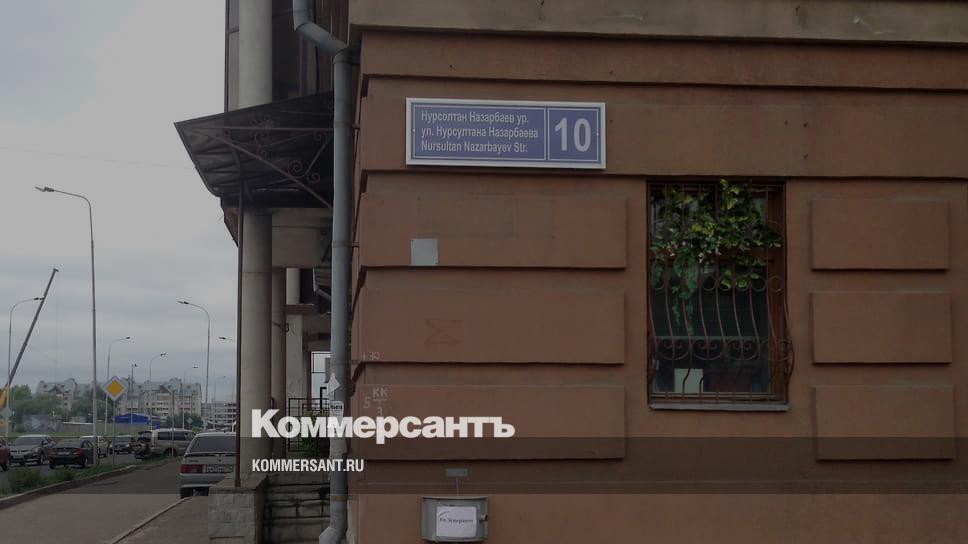 Нурсолтан Назарбаев ур.
ул. Нурсултана Назарбаева
Nursultan Nazarbayev Str.
10
КоммерсантЪ
KOMMERSANT.RU